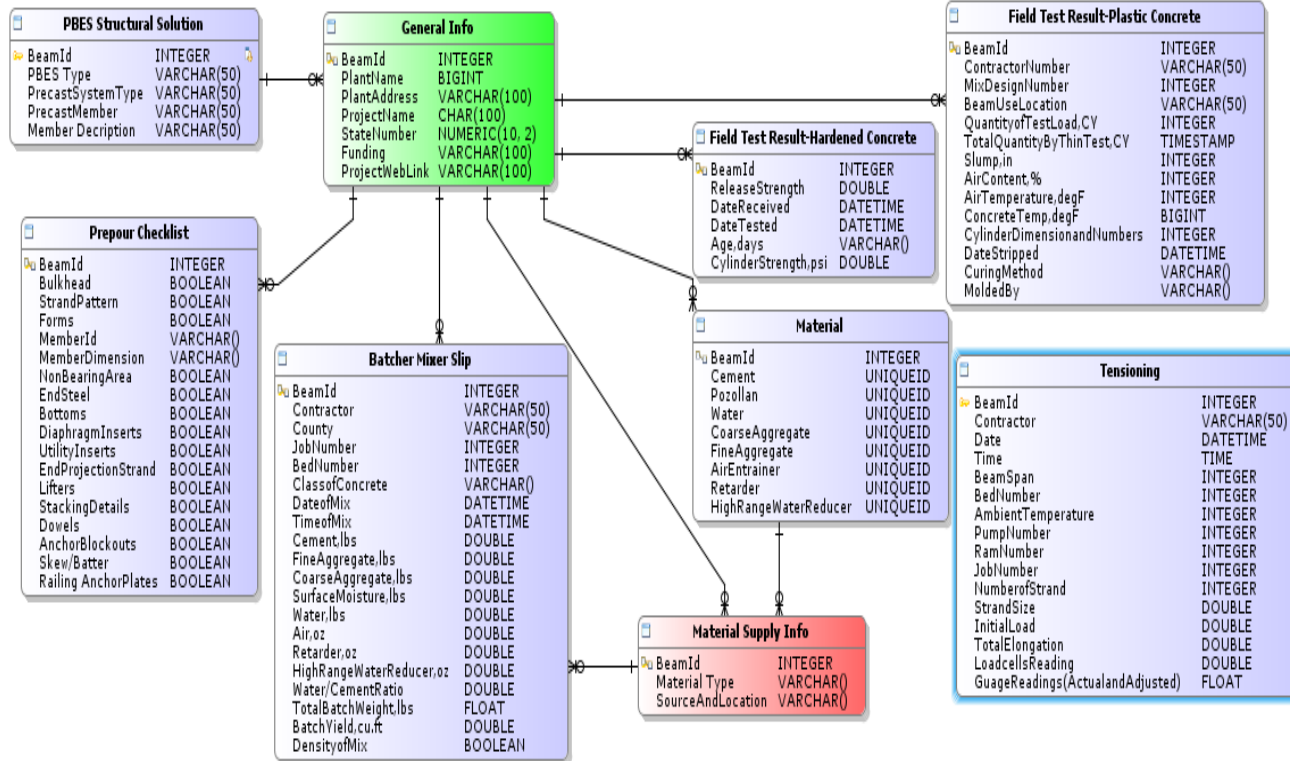 PBES Structural Solution
BeamId INTEGER
PBES Type VARCHAR(50)
PrecastSystemType VARCHAR(50)
PrecastMember VARCHAR(50)
Member Decription VARCHAR(50)
General Info
BeamId INTEGER
PlantName BIGINT
PlantAddress VARCHAR(100)
ProjectName CHAR(100)
StateNumber NUMERIC(10, 2)
Funding VARCHAR(100)
ProjectWebLink VARCHAR(100)
Field Test Result-Plastic Concrete
BeamId INTEGER
ContractorNumber VARCHAR(50)
MixDesignNumber INTEGER
BeamUseLocation VARCHAR(50)
QuantityofTestLoad,CY INTEGER
TotalQuantityByThinTest,CY TIMESTAMP
Slump,in INTEGER
AirContent,% INTEGER
AirTemperature,degF INTEGER
ConcreteTemp,degF BIGINT
CylinderDimensionandNumbers INTEGER
DateStripped DATETIME
CuringMethod VARCHAR()
MoldedBy VARCHAR()
Field Test Result-Hardened Concrete
BeamId INTEGER
ReleaseStrength DOUBLE
DateReceived DATETIME
DateTested DATETIME
Age,days VARCHAR()
CylinderStrength,psi DOUBLE
Prepour Checklist
BeamId INTEGER
Bulkhead BOOLEAN
StrandPattern BOOLEAN
Forms BOOLEAN
MemberId VARCHAR()
MemberDimension VARCHAR()
NonBearingArea BOOLEAN
EndSteel BOOLEAN
Bottoms BOOLEAN
DiaphragmInserts BOOLEAN
UtilityInserts BOOLEAN
EndProjectionStrand BOOLEAN
Lifters BOOLEAN
StackingDetails BOOLEAN
Dowels BOOLEAN
AnchorBlockouts BOOLEAN
Skew/Batter BOOLEAN
Railing AnchorPlates BOOLEAN
Batcher Mixer Slip
BeamId INTEGER
Contractor VARCHAR(50)
County VARCHAR(50)
JobNumber INTEGER
BedNumber INTEGER
ClassofConcrete VARCHAR()
DateofMix DATETIME
TimeofMix DATETIME
Cement,lbs DOUBLE
FineAggregate,lbs DOUBLE
CoarseAggregate,lbs DOUBLE
SurfaceMoisture,lbs DOUBLE
Water,lbs DOUBLE
Air,oz DOUBLE
Retarder,oz DOUBLE
HighRangeWaterReducer,oz DOUBLE
Water/CementRatio DOUBLE
TotalBatchWeight,lbs FLOAT
BatchYield,cu.ft DOUBLE
DensityofMix BOOLEAN
Material
BeamId INTEGER
Cement UNIQUEID
Pozollan UNIQUEID
Water UNIQUEID
CoarseAggregate UNIQUEID
FineAggregate UNIQUEID
AirEntrainer UNIQUEID
Retarder UNIQUEID
HighRangeWaterReducer UNIQUEID
Material Supply Info
BeamId INTEGER
Material Type VARCHAR()
SourceAndLocation VARCHAR()
Tensioning
BeamId INTEGER
Contractor VARCHAR(50)
Date DATETIME
Time TIME
BeamSpan INTEGER
BedNumber INTEGER
AmbientTemperature INTEGER
PumpNumber INTEGER
RamNumber INTEGER
JobNumber INTEGER
NumberofStrand INTEGER
StrandSize DOUBLE
InitialLoad DOUBLE
TotalElongation DOUBLE
LoadcellsReading DOUBLE
GuageReadings(ActualandAdjusted) FLOAT